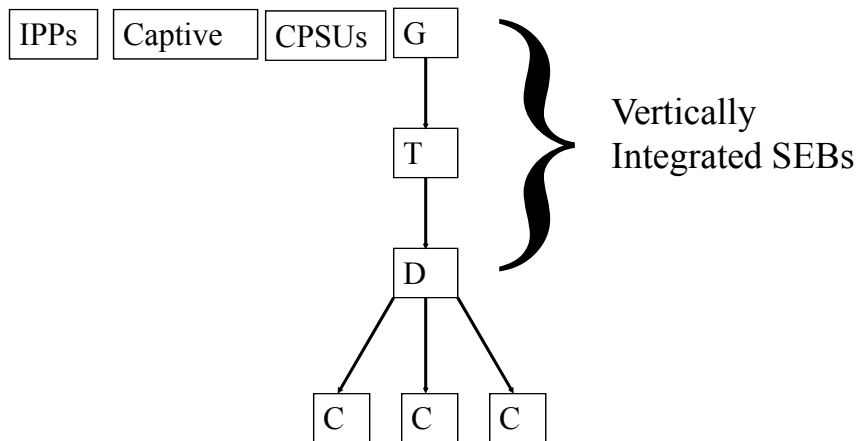 IPPs Captive CPSUs G
Vertically
Integrated SEBs
T
D
C C C